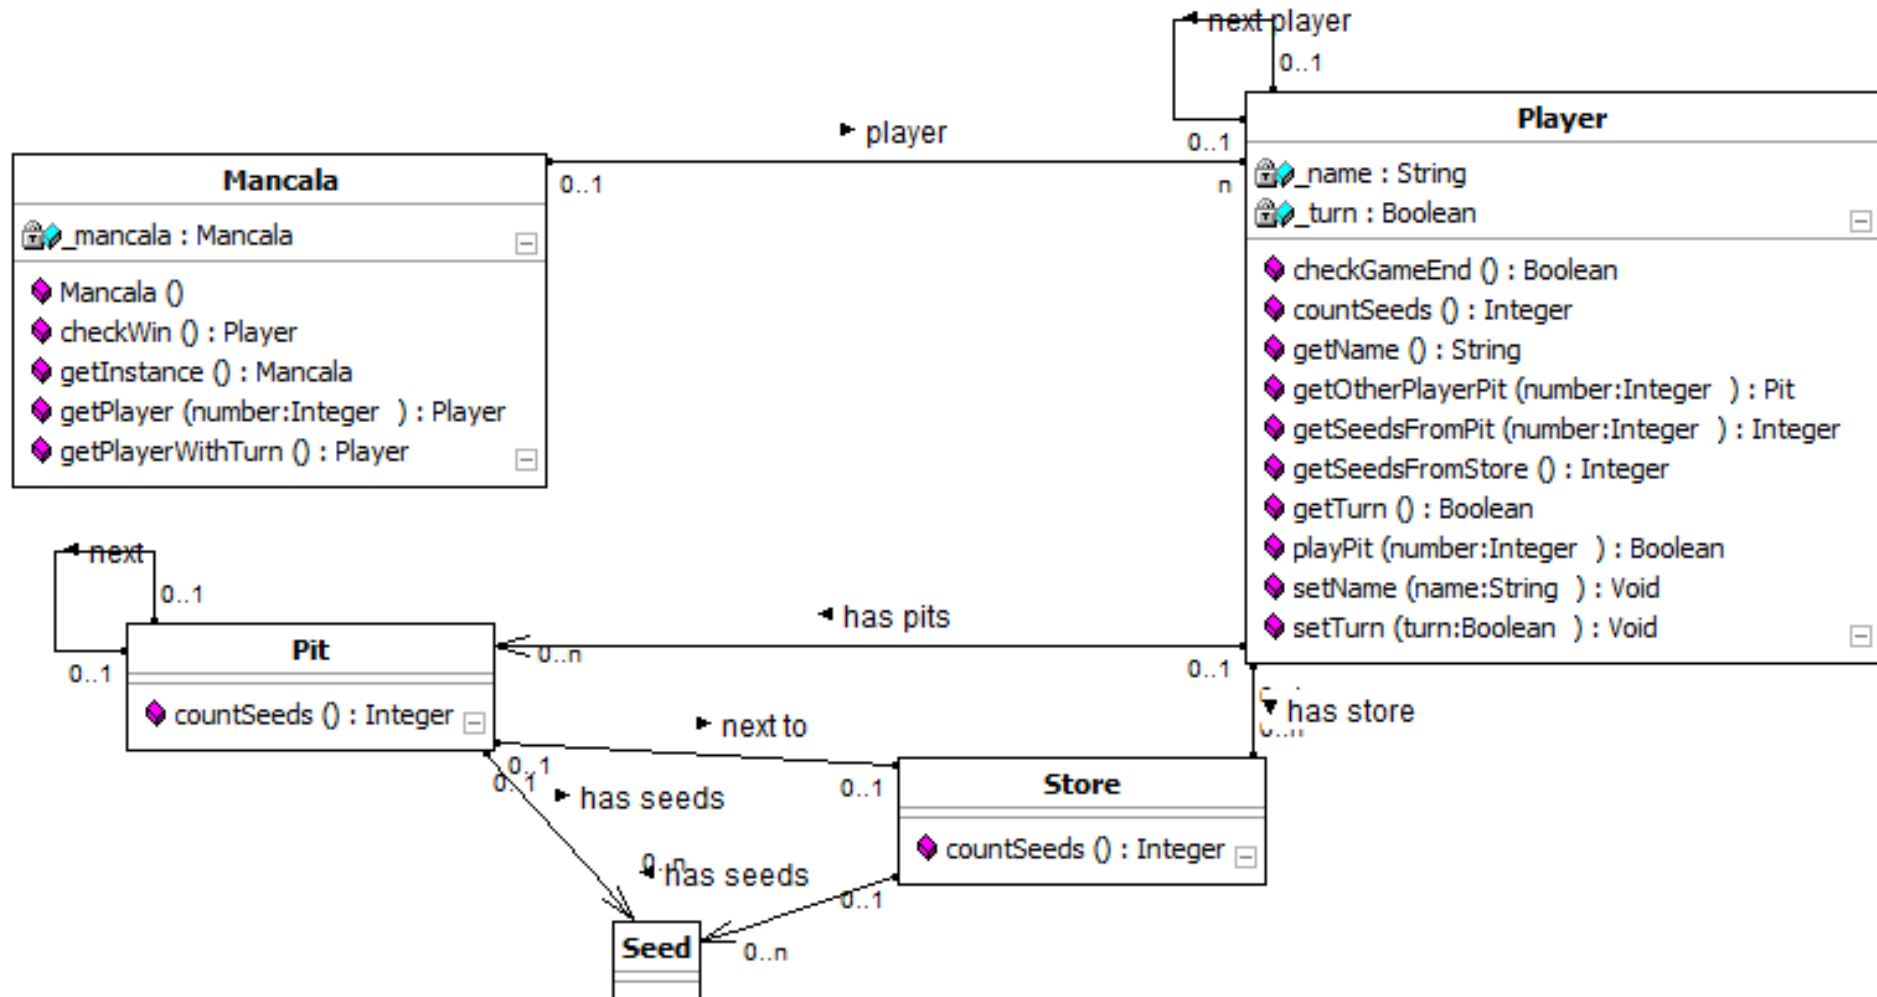 next player
0..1
Player
0..1
player
0..1
n
_name : String
_turn : Boolean
Mancala
_mancala : Mancala
Mancala ()
checkWin () : Player
getInstance () : Mancala
getPlayer (number:Integer ) : Player
getPlayerWithTurn () : Player
checkGameEnd () : Boolean
countSeeds () : Integer
getName () : String
getOtherPlayerPit (number:Integer ) : Pit
getSeedsFromPit (number:Integer ) : Integer
getSeedsFromStore () : Integer
getTurn () : Boolean
playPit (number:Integer ) : Boolean
setName (name:String ) : Void
setTurn (turn:Boolean ) : Void
next
0..1
0..1
Pit
countSeeds () : Integer
has pits
0..n
0..1
has store
next to
0..1
0..1
0..1
has seeds
Store
countSeeds () : Integer
0..n
has seeds
0..1
0..n
Seed